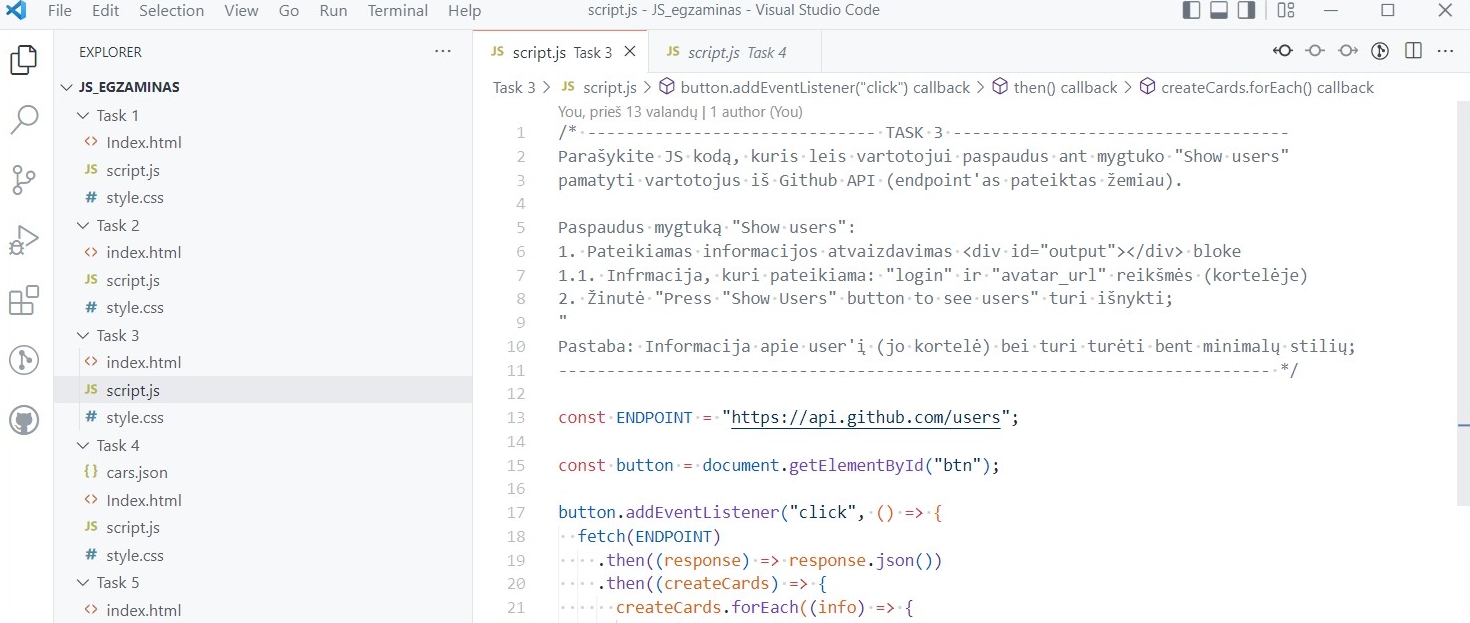 File Edit Selection View Go Run Terminal Help script.js - JS_egzaminas - Visual Studio Code
EXPLORER ...
JS script.js Task 3 JS script.js Task 4
JS_EGZAMINAS
Task 1
<> Index.html
JS script.js
# style.css
Task 2
<> index.html
JS script.js
# style.css
Task 3
<> index.html
JS script.js
# style.css
Task 4
{} cars.json
<> Index.html
JS script.js
# style.css
Task 5
<> index.html
Task 3 > JS script.js > button.addEventListener("click") callback > then() callback > createCards.forEach() callback
You, prieš 13 valandų | 1 author (You)
1 /* ------------------------------ TASK 3 -----------------------------------
2 Parašykite JS kodą, kuris leis vartotojui paspaudus ant mygtuko "Show users"
3 pamatyti vartotojus iš Github API (endpoint'as pateiktas žemiau).
4
5 Paspaudus mygtuką "Show users":
6 1. Pateikiamas informacijos atvaizdavimas <div id="output"></div> bloke
7 1.1. Infrmacija, kuri pateikiama: "login" ir "avatar_url" reikšmės (kortelėje)
8 2. Žinutė "Press "Show Users" button to see users" turi išnykti;
9 "
10 Pastaba: Informacija apie user'į (jo kortelė) bei turi turėti bent minimalų stilių;
11 -------------------------------------------------------------------------- */
12
13 const ENDPOINT = "https://api.github.com/users";
14
15 const button = document.getElementById("btn");
16
17 button.addEventListener("click", () => {
18 fetch(ENDPOINT)
19 .then((response) => response.json())
20 .then((createCards) => {
21 createCards.forEach((info) => {